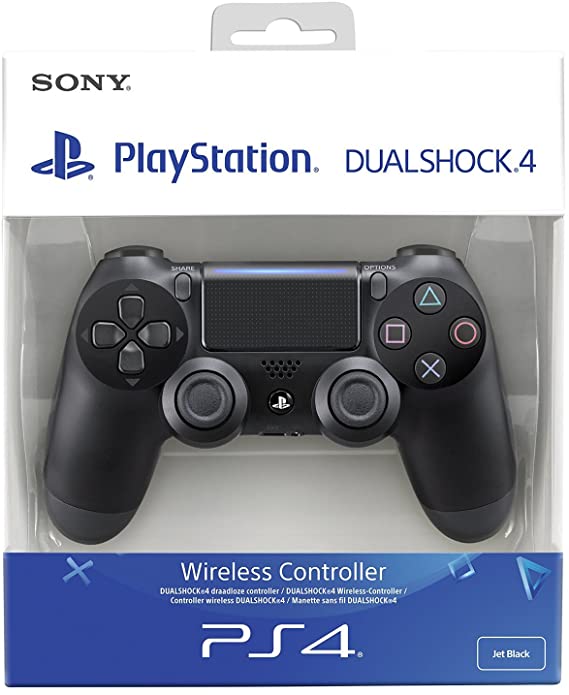 SONY®
PlayStation® DUALSHOCK®4
SHARE
OPTIONS
Wireless Controller
DUALSHOCK®4 draadloze controller / DUALSHOCK®4 Wireless-Controller /
Controller wireless DUALSHOCK®4 / Manette sans fil DUALSHOCK®4
PS4®
Jet Black